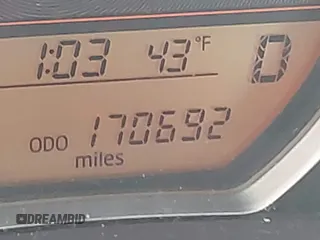 1:03 43°F D
ODO 170692
miles
DREAMBID